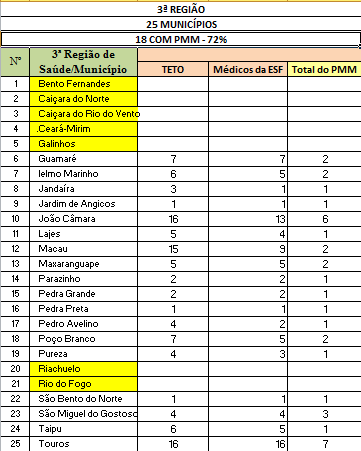 3ª REGIÃO
25 MUNICÍPIOS
18 COM PMM - 72%
Nº 3ª Região de Saúde/Município TETO Médicos da ESF Total do PMM
1 Bento Fernandes
2 Caiçara do Norte
3 Caiçara do Rio do Vento
4 .Ceará-Mirim
5 Galinhos
6 Guamaré 7 7 2
7 Ielmo Marinho 6 5 2
8 Jandaíra 3 1 1
9 Jardim de Angicos 1 1 1
10 João Câmara 16 13 6
11 Lajes 5 4 1
12 Macau 15 9 2
13 Maxaranguape 5 5 2
14 Parazinho 2 2 1
15 Pedra Grande 2 2 1
16 Pedra Preta 1 1 1
17 Pedro Avelino 4 2 1
18 Poço Branco 7 5 2
19 Pureza 4 3 1
20 Riachuelo
21 Rio do Fogo
22 São Bento do Norte 1 1 1
23 São Miguel do Gostoso 4 4 3
24 Taipu 6 5 1
25 Touros 16 16 7